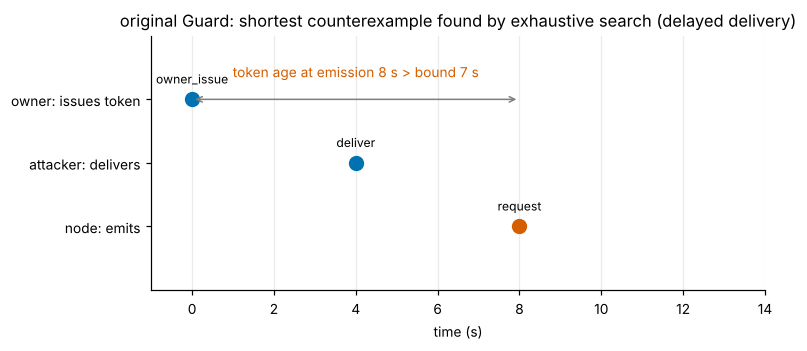 original Guard: shortest counterexample found by exhaustive search (delayed delivery)
owner_issue
token age at emission 8 s > bound 7 s
owner: issues token
deliver
attacker: delivers
request
node: emits
0 2 4 6 8 10 12 14
time (s)